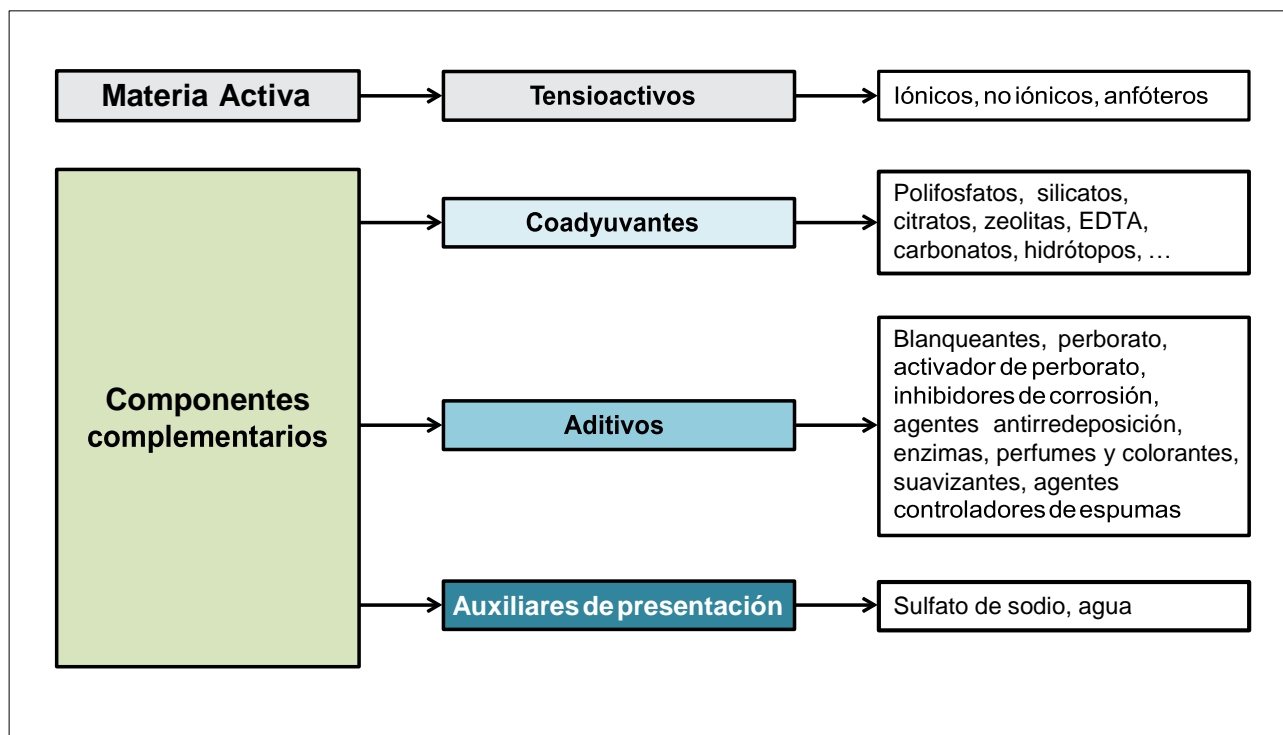 Materia Activa
Tensioactivos
Iónicos, no iónicos, anfóteros
Componentes
complementarios
Coadyuvantes
Polifosfatos, silicatos,
citratos, zeolitas, EDTA,
carbonatos, hidrótopos, …
Aditivos
Blanqueantes, perborato,
activador de perborato,
inhibidores de corrosión,
agentes antirredeposición,
enzimas, perfumes y colorantes,
suavizantes, agentes
controladores de espumas
Auxiliares de presentación
Sulfato de sodio, agua